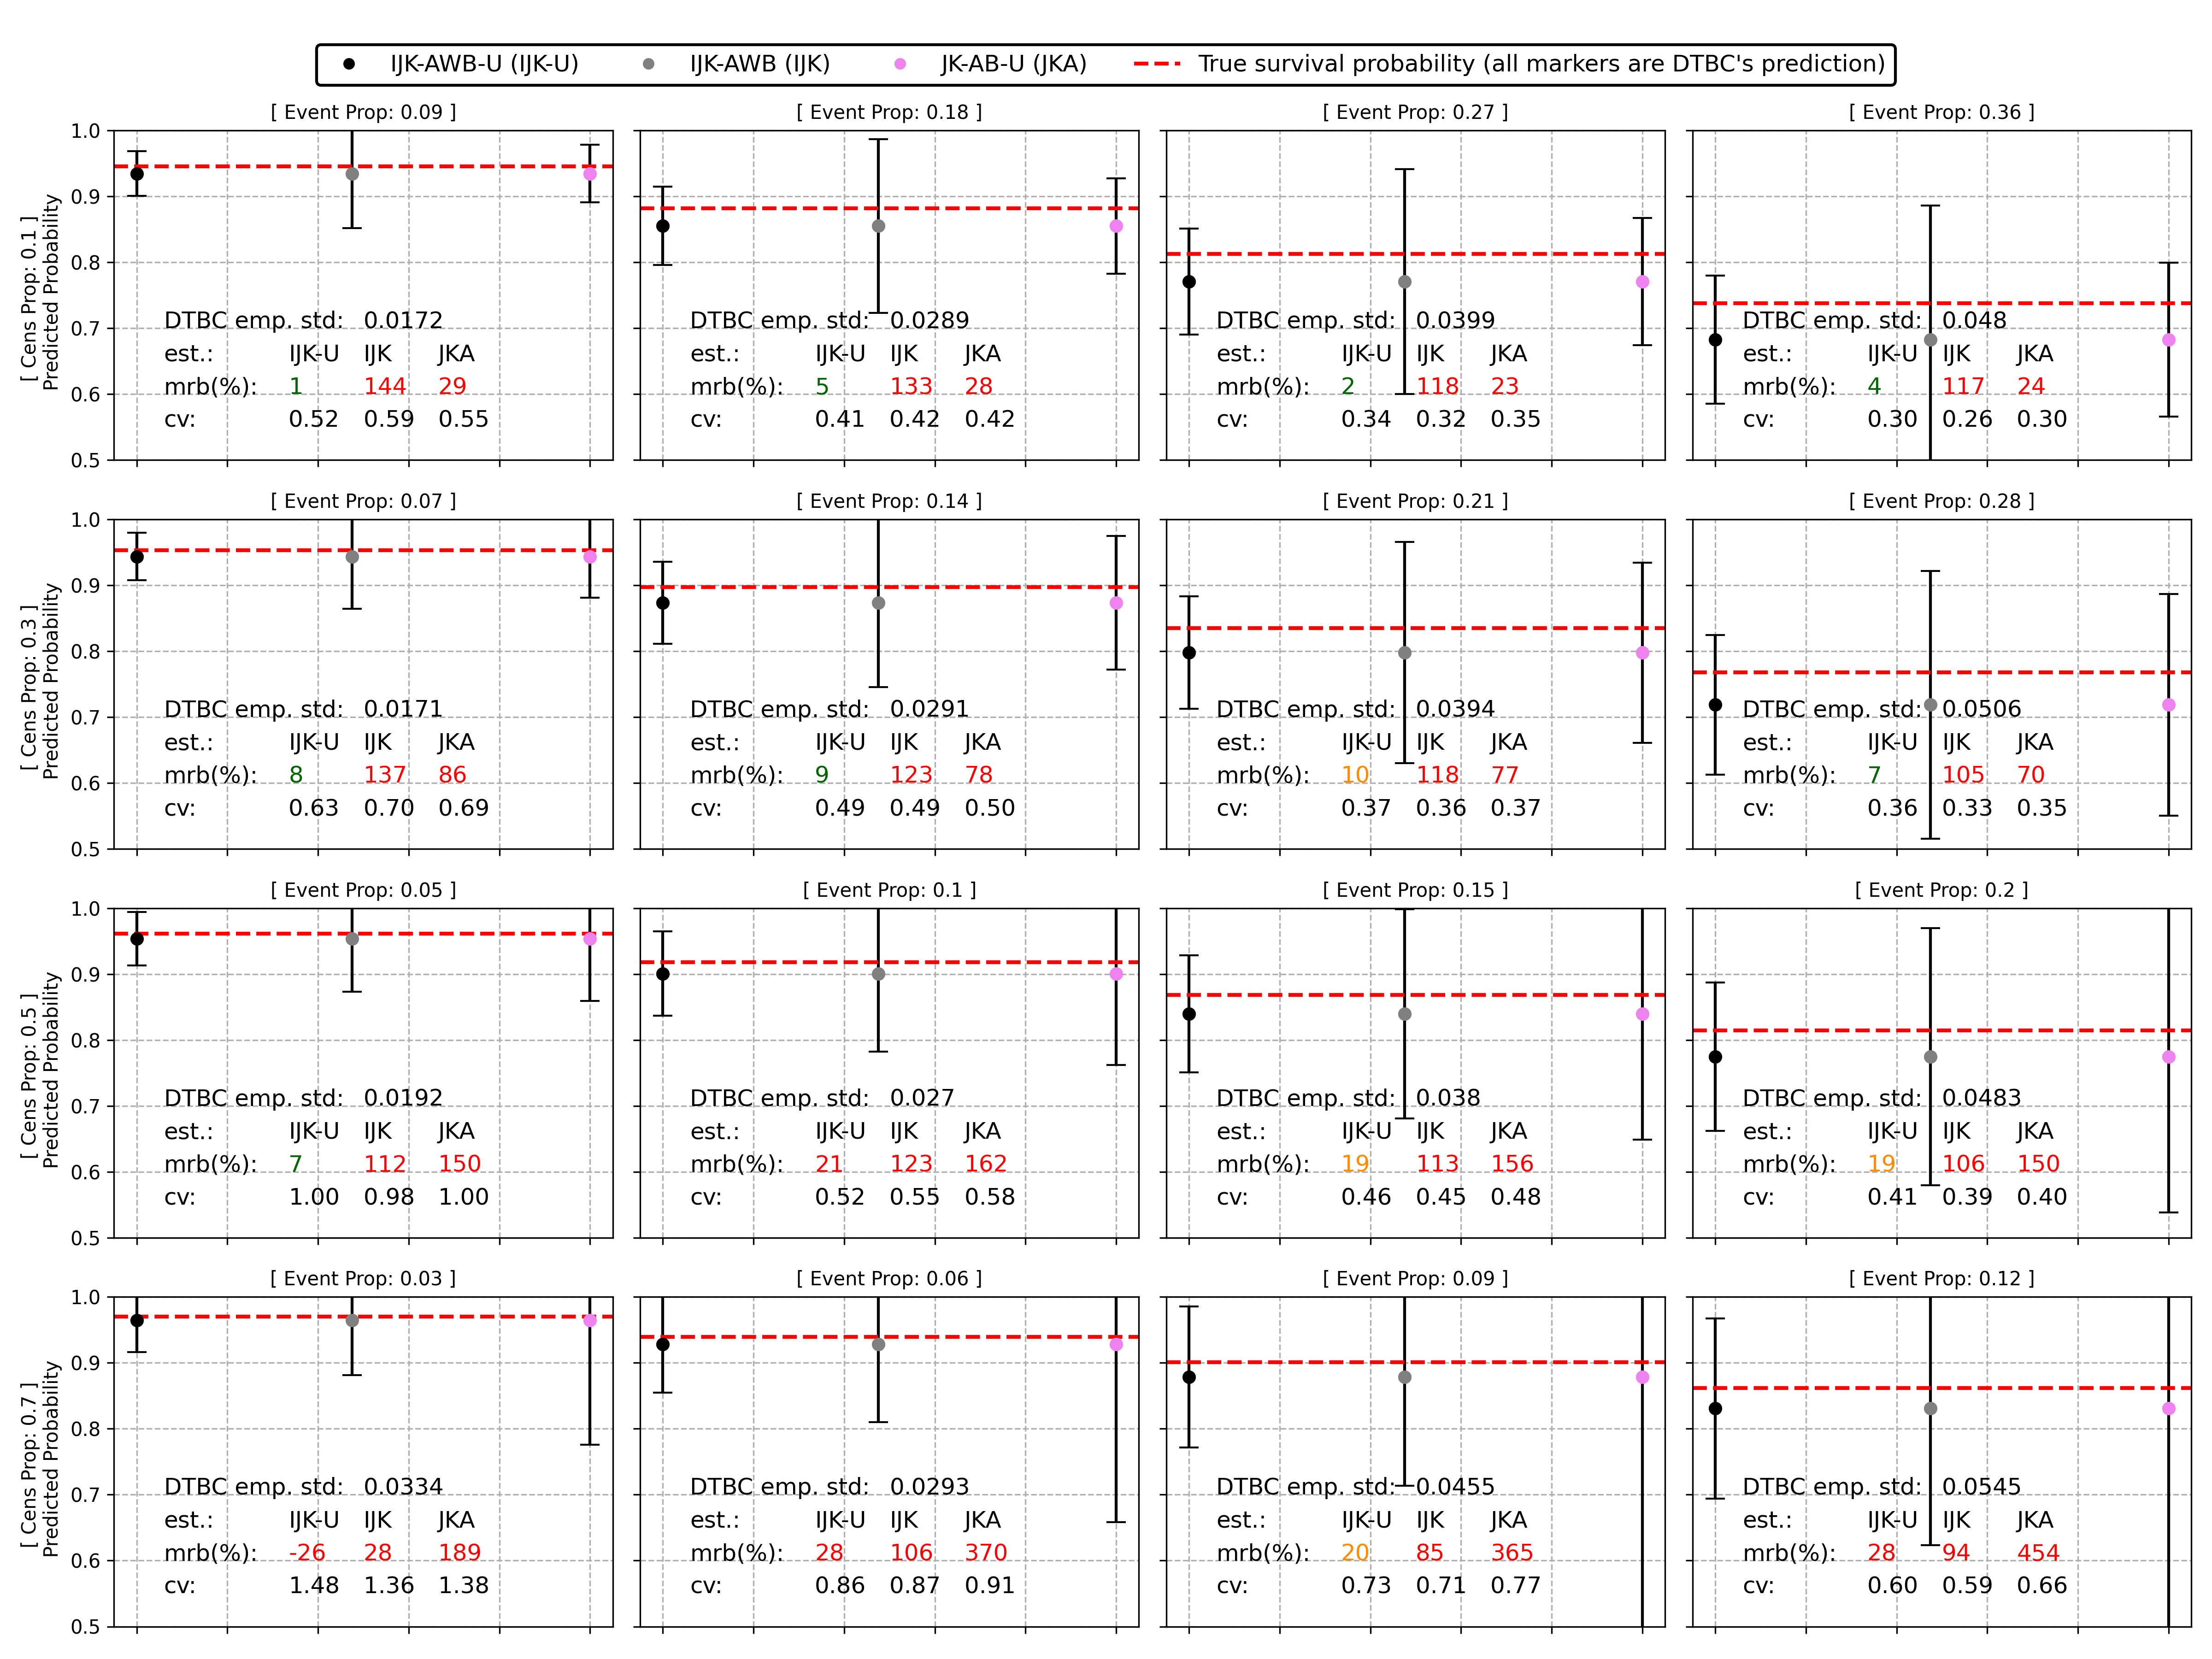 IJK-AWB-U (IJK-U) IJK-AWB (IJK) JK-AB-U (JKA) True survival probability (all markers are DTBC's prediction)
[ Event Prop: 0.09 ] [ Event Prop: 0.18 ] [ Event Prop: 0.27 ] [ Event Prop: 0.36 ]
[ Cens Prop: 0.1 ]
Predicted Probability
1.0
0.9
0.8
0.7
0.6
0.5
DTBC emp. std: 0.0172
est.: IJK-U IJK JKA
mrb(%): 1 144 29
cv: 0.52 0.59 0.55
DTBC emp. std: 0.0289
est.: IJK-U IJK JKA
mrb(%): 5 133 28
cv: 0.41 0.42 0.42
DTBC emp. std: 0.0399
est.: IJK-U IJK JKA
mrb(%): 2 118 23
cv: 0.34 0.32 0.35
DTBC emp. std: 0.048
est.: IJK-U IJK JKA
mrb(%): 4 117 24
cv: 0.30 0.26 0.30
[ Event Prop: 0.07 ] [ Event Prop: 0.14 ] [ Event Prop: 0.21 ] [ Event Prop: 0.28 ]
[ Cens Prop: 0.3 ]
Predicted Probability
1.0
0.9
0.8
0.7
0.6
0.5
DTBC emp. std: 0.0171
est.: IJK-U IJK JKA
mrb(%): 8 137 86
cv: 0.63 0.70 0.69
DTBC emp. std: 0.0291
est.: IJK-U IJK JKA
mrb(%): 9 123 78
cv: 0.49 0.49 0.50
DTBC emp. std: 0.0394
est.: IJK-U IJK JKA
mrb(%): 10 118 77
cv: 0.37 0.36 0.37
DTBC emp. std: 0.0506
est.: IJK-U IJK JKA
mrb(%): 7 105 70
cv: 0.36 0.33 0.35
[ Event Prop: 0.05 ] [ Event Prop: 0.1 ] [ Event Prop: 0.15 ] [ Event Prop: 0.2 ]
[ Cens Prop: 0.5 ]
Predicted Probability
1.0
0.9
0.8
0.7
0.6
0.5
DTBC emp. std: 0.0192
est.: IJK-U IJK JKA
mrb(%): 7 112 150
cv: 1.00 0.98 1.00
DTBC emp. std: 0.027
est.: IJK-U IJK JKA
mrb(%): 21 123 162
cv: 0.52 0.55 0.58
DTBC emp. std: 0.038
est.: IJK-U IJK JKA
mrb(%): 19 113 156
cv: 0.46 0.45 0.48
DTBC emp. std: 0.0483
est.: IJK-U IJK JKA
mrb(%): 19 106 150
cv: 0.41 0.39 0.40
[ Event Prop: 0.03 ] [ Event Prop: 0.06 ] [ Event Prop: 0.09 ] [ Event Prop: 0.12 ]
[ Cens Prop: 0.7 ]
Predicted Probability
1.0
0.9
0.8
0.7
0.6
0.5
DTBC emp. std: 0.0334
est.: IJK-U IJK JKA
mrb(%): -26 28 189
cv: 1.48 1.36 1.38
DTBC emp. std: 0.0293
est.: IJK-U IJK JKA
mrb(%): 28 106 370
cv: 0.86 0.87 0.91
DTBC emp. std: 0.0455
est.: IJK-U IJK JKA
mrb(%): 20 85 365
cv: 0.73 0.71 0.77
DTBC emp. std: 0.0545
est.: IJK-U IJK JKA
mrb(%): 28 94 454
cv: 0.60 0.59 0.66